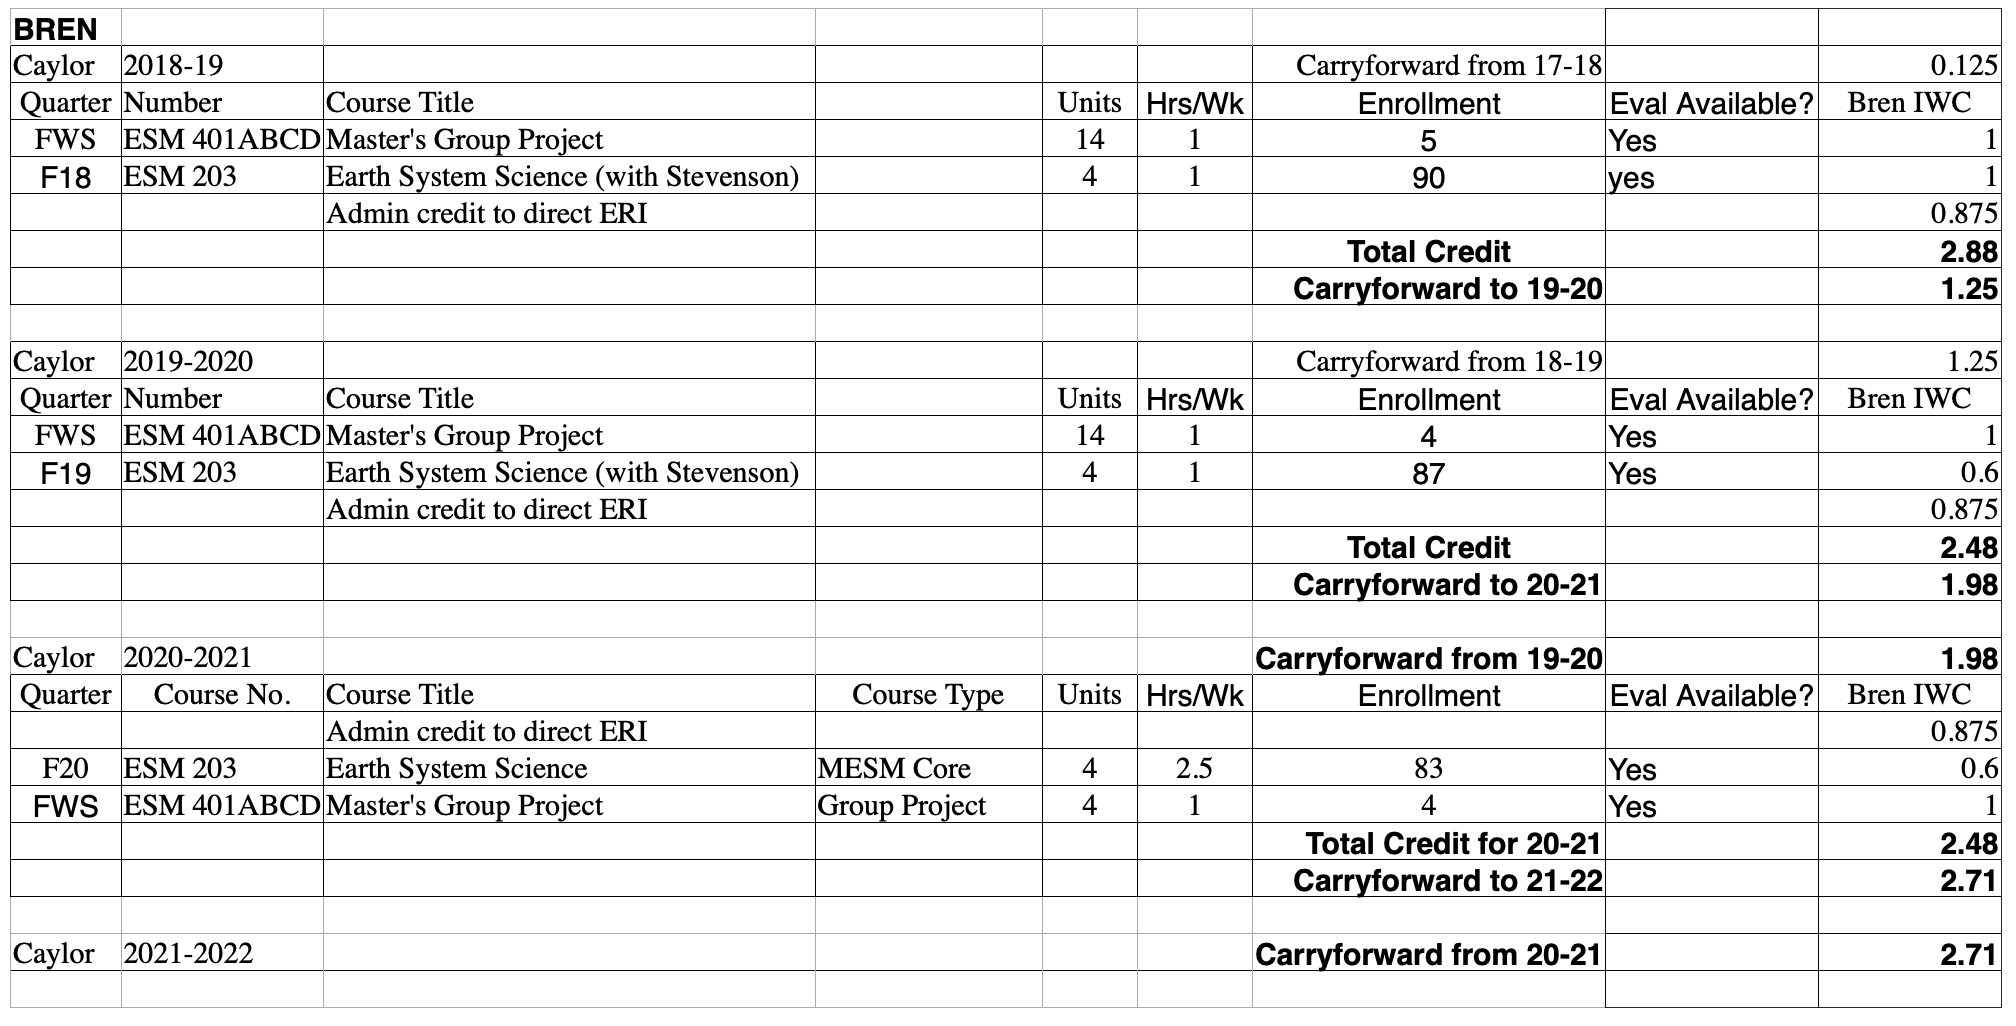 BREN
Caylor 2018-19 Carryforward from 17-18 0.125
Quarter Number Course Title Units Hrs/Wk Enrollment Eval Available? Bren IWC
FWS ESM 401ABCD Master's Group Project 14 1 5 Yes 1
F18 ESM 203 Earth System Science (with Stevenson) 4 1 90 yes 1
Admin credit to direct ERI 0.875
Total Credit 2.88
Carryforward to 19-20 1.25
Caylor 2019-2020 Carryforward from 18-19 1.25
Quarter Number Course Title Units Hrs/Wk Enrollment Eval Available? Bren IWC
FWS ESM 401ABCD Master's Group Project 14 1 4 Yes 1
F19 ESM 203 Earth System Science (with Stevenson) 4 1 87 Yes 0.6
Admin credit to direct ERI 0.875
Total Credit 2.48
Carryforward to 20-21 1.98
Caylor 2020-2021 Carryforward from 19-20 1.98
Quarter Course No. Course Title Course Type Units Hrs/Wk Enrollment Eval Available? Bren IWC
Admin credit to direct ERI 0.875
F20 ESM 203 Earth System Science MESM Core 4 2.5 83 Yes 0.6
FWS ESM 401ABCD Master's Group Project Group Project 4 1 4 Yes 1
Total Credit for 20-21 2.48
Carryforward to 21-22 2.71
Caylor 2021-2022 Carryforward from 20-21 2.71